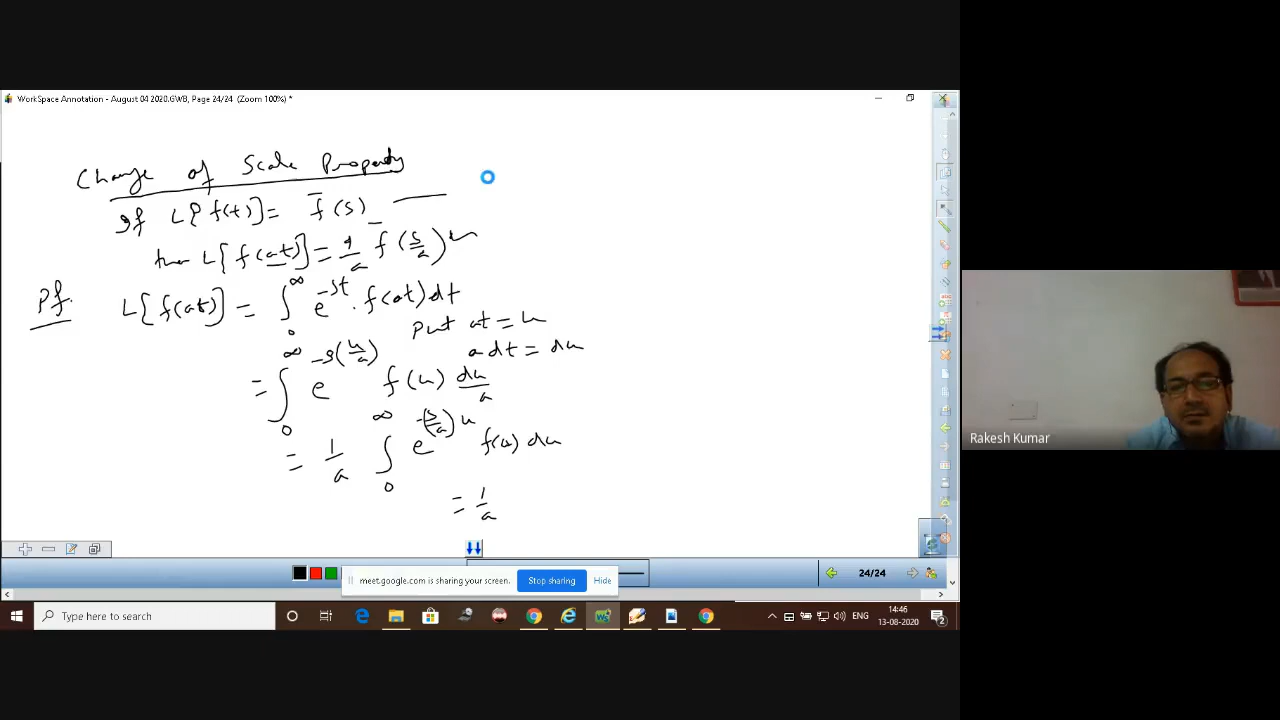 WorkSpace Annotation - August 04 2020.GWB, Page 24/24 (Zoom 100%) *
Change of Scale Property
If L{f(t)] = f̄(s)
then L[f(at)] = 1/a f̄(s/a)
Pf. L[f(at)] = ∫₀^∞ e^{-st} . f(at) dt
put at = u
a dt = du
= ∫₀^∞ e^{-s(u/a)} f(u) du/a
= 1/a ∫₀^∞ e^{-(s/a)u} f(u) du
= 1/a
Rakesh Kumar
24/24
meet.google.com is sharing your screen. Stop sharing Hide
Type here to search
ENG
14:46
13-08-2020
2